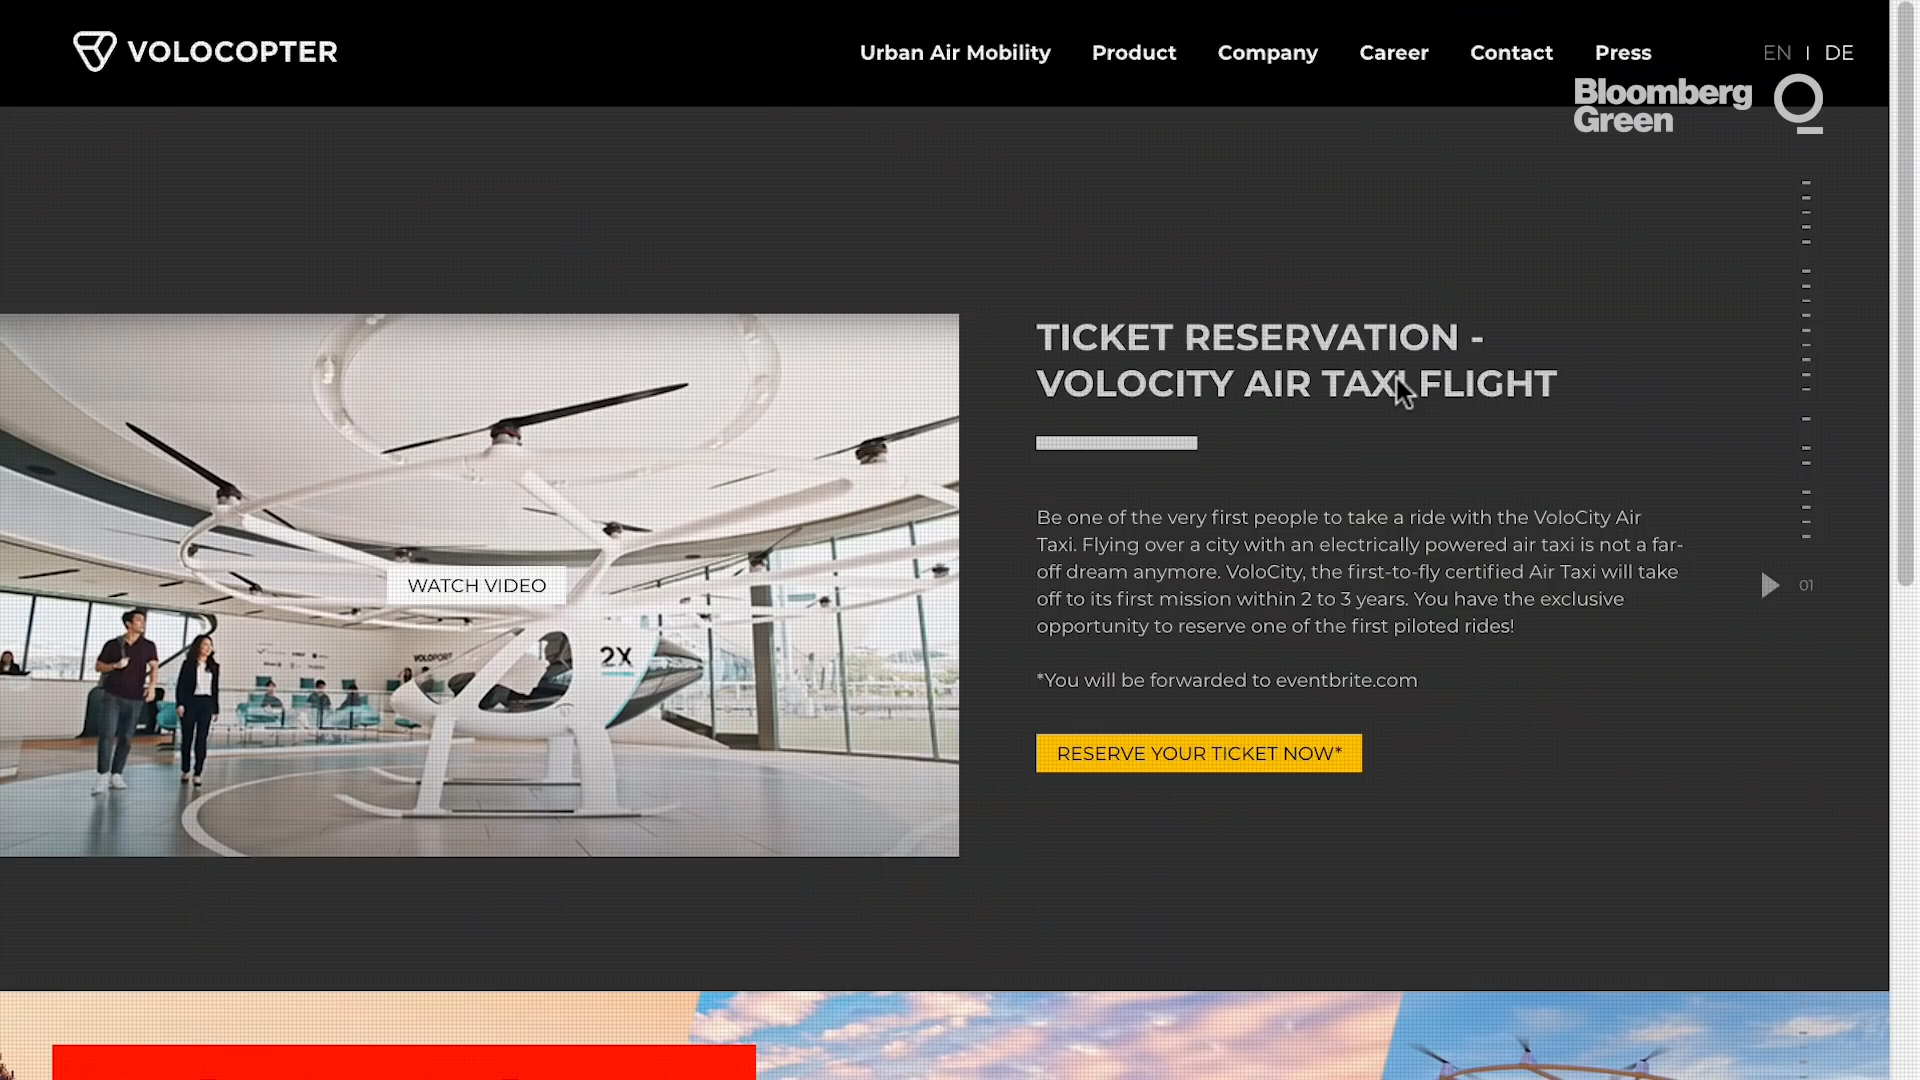 VOLOCOPTER
Urban Air Mobility
Product
Company
Career
Contact
Press
EN | DE
Bloomberg
Green
TICKET RESERVATION -
VOLOCITY AIR TAXI FLIGHT
Be one of the very first people to take a ride with the VoloCity Air
Taxi. Flying over a city with an electrically powered air taxi is not a far-
off dream anymore. VoloCity, the first-to-fly certified Air Taxi will take
off to its first mission within 2 to 3 years. You have the exclusive
opportunity to reserve one of the first piloted rides!
*You will be forwarded to eventbrite.com
RESERVE YOUR TICKET NOW*
WATCH VIDEO
2X
VOLOPORT
01